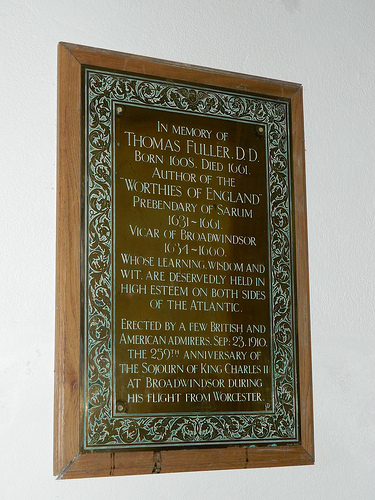 IN MEMORY OF
THOMAS FULLER. D.D.
BORN 1608. DIED 1661.
AUTHOR OF THE
"WORTHIES OF ENGLAND"
PREBENDARY OF SARUM
1631~1661.
VICAR OF BROADWINDSOR
1634~1660.
WHOSE LEARNING, WISDOM AND
WIT, ARE DESERVEDLY HELD IN
HIGH ESTEEM ON BOTH SIDES
OF THE ATLANTIC.
ERECTED BY A FEW BRITISH AND
AMERICAN ADMIRERS. SEP: 23, 1910.
THE 259TH ANNIVERSARY OF
THE SOJOURN OF KING CHARLES II
AT BROADWINDSOR DURING
HIS FLIGHT FROM WORCESTER.